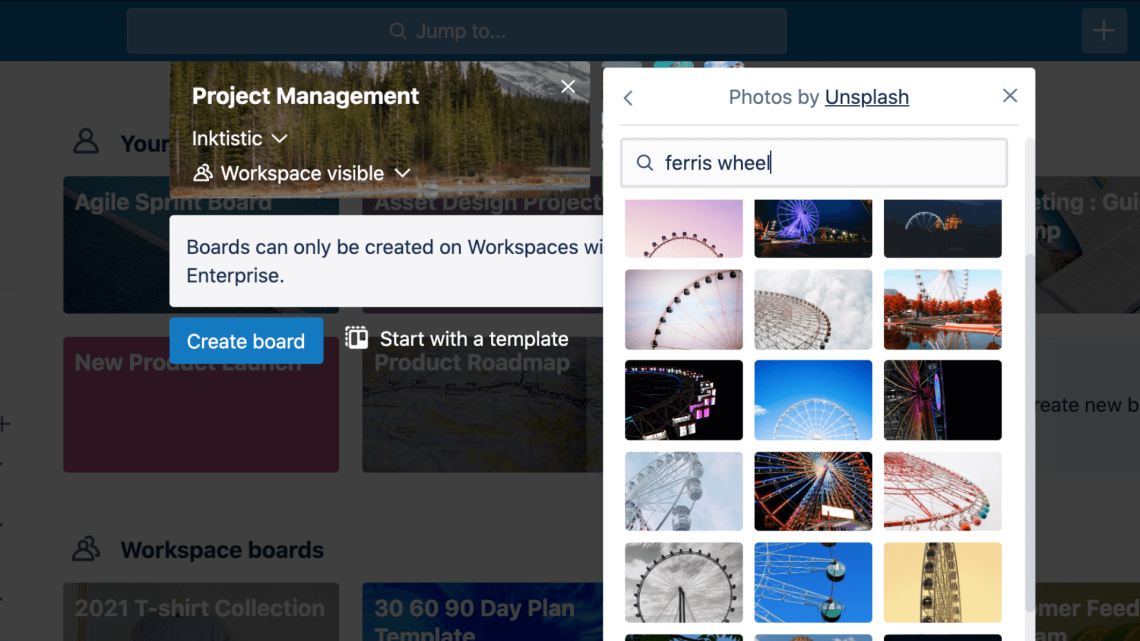 Jump to...
Project Management
Inktistic
Workspace visible
Photos by Unsplash
ferris wheel
Your
Agile Sprint Board
Asset Design Project
eting : Gui
mp
Boards can only be created on Workspaces wi
Enterprise.
Create board
Start with a template
New Product Launch
Product Roadmap
reate new b
Workspace boards
2021 T-shirt Collection
30 60 90 Day Plan
Template
omer Feed